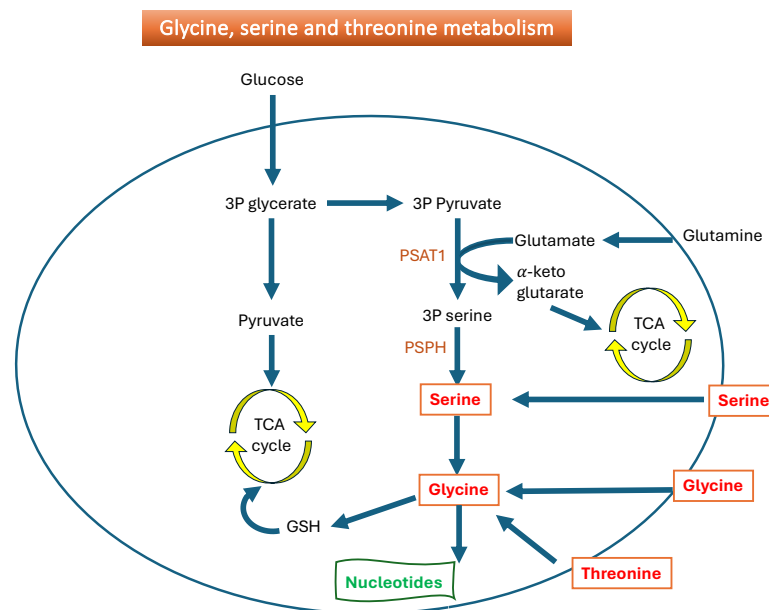 Glycine, serine and threonine metabolism
Glucose
3P glycerate
3P Pyruvate
Glutamate
Glutamine
PSAT1
α-keto
glutarate
Pyruvate
3P serine
TCA
cycle
PSPH
Serine
Serine
TCA
cycle
Glycine
Glycine
GSH
Threonine
Nucleotides